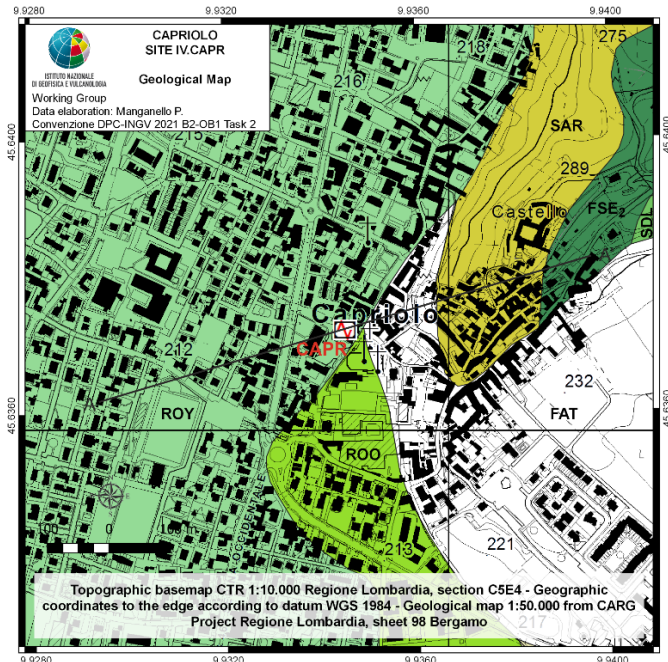 9.9280
9.9320
9.9360
9.9400
CAPRIOLO
SITE IV.CAPR
Geological Map
ISTITUTO NAZIONALE
DI GEOFISICA E VULCANOLOGIA
Working Group
Data elaboration: Manganello P.
Convenzione DPC-INGV 2021 B2-OB1 Task 2
218
275
216
45.6400
45.6400
SAR
289
Castello
FSE2
SDL
Capriolo
CAPR
212
232
45.6360
45.6360
ROY
FAT
ROO
OCCIDENTALE
213
221
0
Topographic basemap CTR 1:10.000 Regione Lombardia, section C5E4 - Geographic
coordinates to the edge according to datum WGS 1984 - Geological map 1:50.000 from CARG
Project Regione Lombardia, sheet 98 Bergamo
217
9.9280
9.9320
9.9360
9.9400